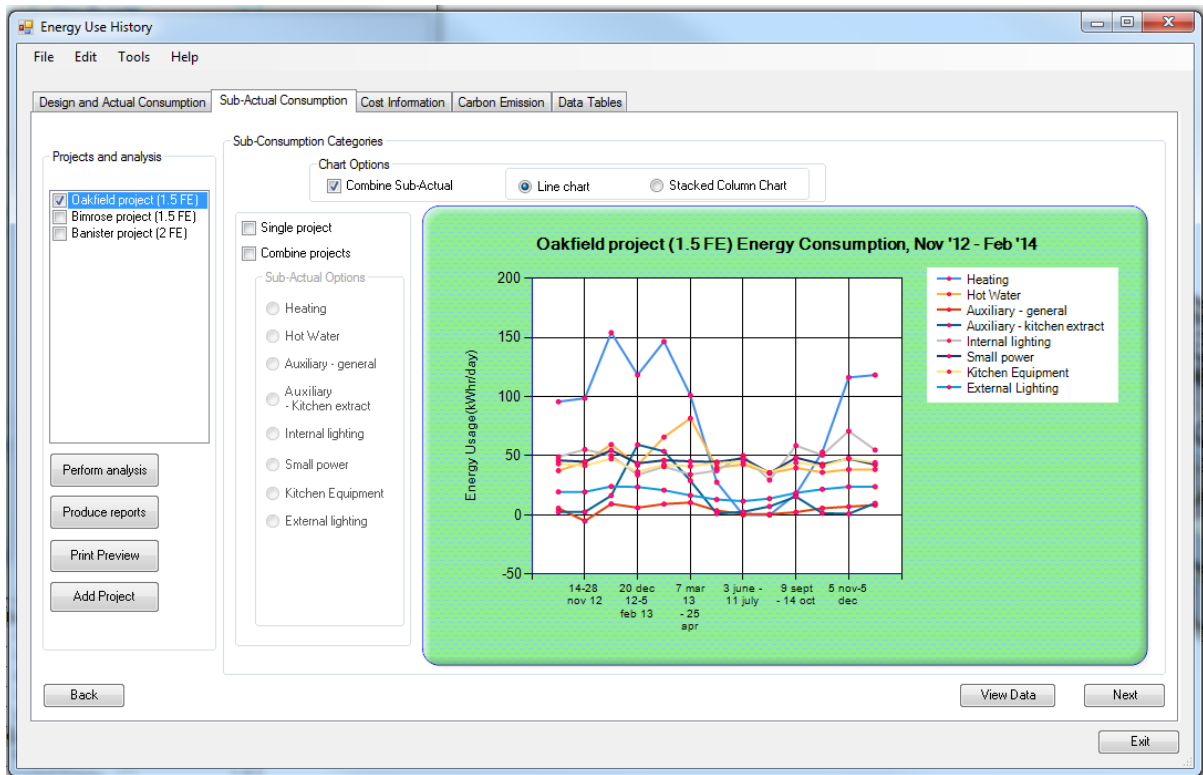 Energy Use History
File Edit Tools Help
Design and Actual Consumption Sub-Actual Consumption Cost Information Carbon Emission Data Tables
Projects and analysis
Oakfield project (1.5 FE)
Bimrose project (1.5 FE)
Banister project (2 FE)
Perform analysis
Produce reports
Print Preview
Add Project
Sub-Consumption Categories
Chart Options
Combine Sub-Actual Line chart Stacked Column Chart
Single project
Combine projects
Sub-Actual Options
Heating
Hot Water
Auxiliary - general
Auxiliary
- Kitchen extract
Internal lighting
Small power
Kitchen Equipment
External lighting
Oakfield project (1.5 FE) Energy Consumption, Nov '12 - Feb '14
Energy Usage(kWhr/day)
200
150
100
50
0
-50
14-28
nov 12
20 dec
12-5
feb 13
7 mar
13
- 25
apr
3 june -
11 july
9 sept
- 14 oct
5 nov-5
dec
Heating
Hot Water
Auxiliary - general
Auxiliary - kitchen extract
Internal lighting
Small power
Kitchen Equipment
External Lighting
Back
View Data Next
Exit